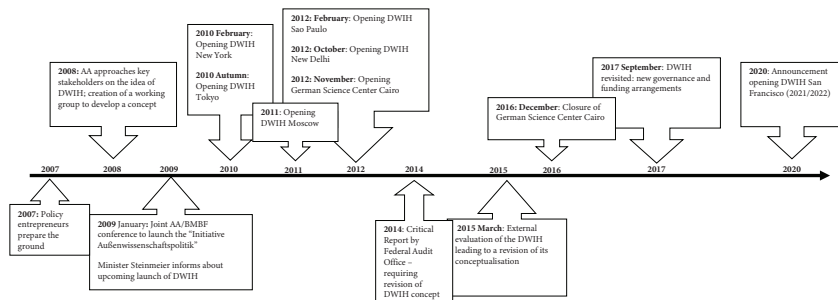 2008: AA approaches key
stakeholders on the idea of
DWIH; creation of a working
group to develop a concept
2010 February:
Opening DWIH
New York
2010 Autumn:
Opening DWIH
Tokyo
2011: Opening
DWIH Moscow
2012: February: Opening DWIH
Sao Paulo
2012: October: Opening DWIH
New Delhi
2012: November: Opening
German Science Center Cairo
2016: December: Closure of
German Science Center Cairo
2017 September: DWIH
revisited: new governance and
funding arrangements
2020: Announcement
opening DWIH San
Francisco (2021/2022)
2007
2008
2009
2010
2011
2012
2014
2015
2016
2017
2020
2007: Policy
entrepreneurs
prepare the
ground
2009 January: Joint AA/BMBF
conference to launch the "Initiative
Außenwissenschaftspolitik"
Minister Steinmeier informs about
upcoming launch of DWIH
2014: Critical
Report by
Federal Audit
Office –
requiring
revision of
DWIH concept
2015 March: External
evaluation of the DWIH
leading to a revision of its
conceptualisation